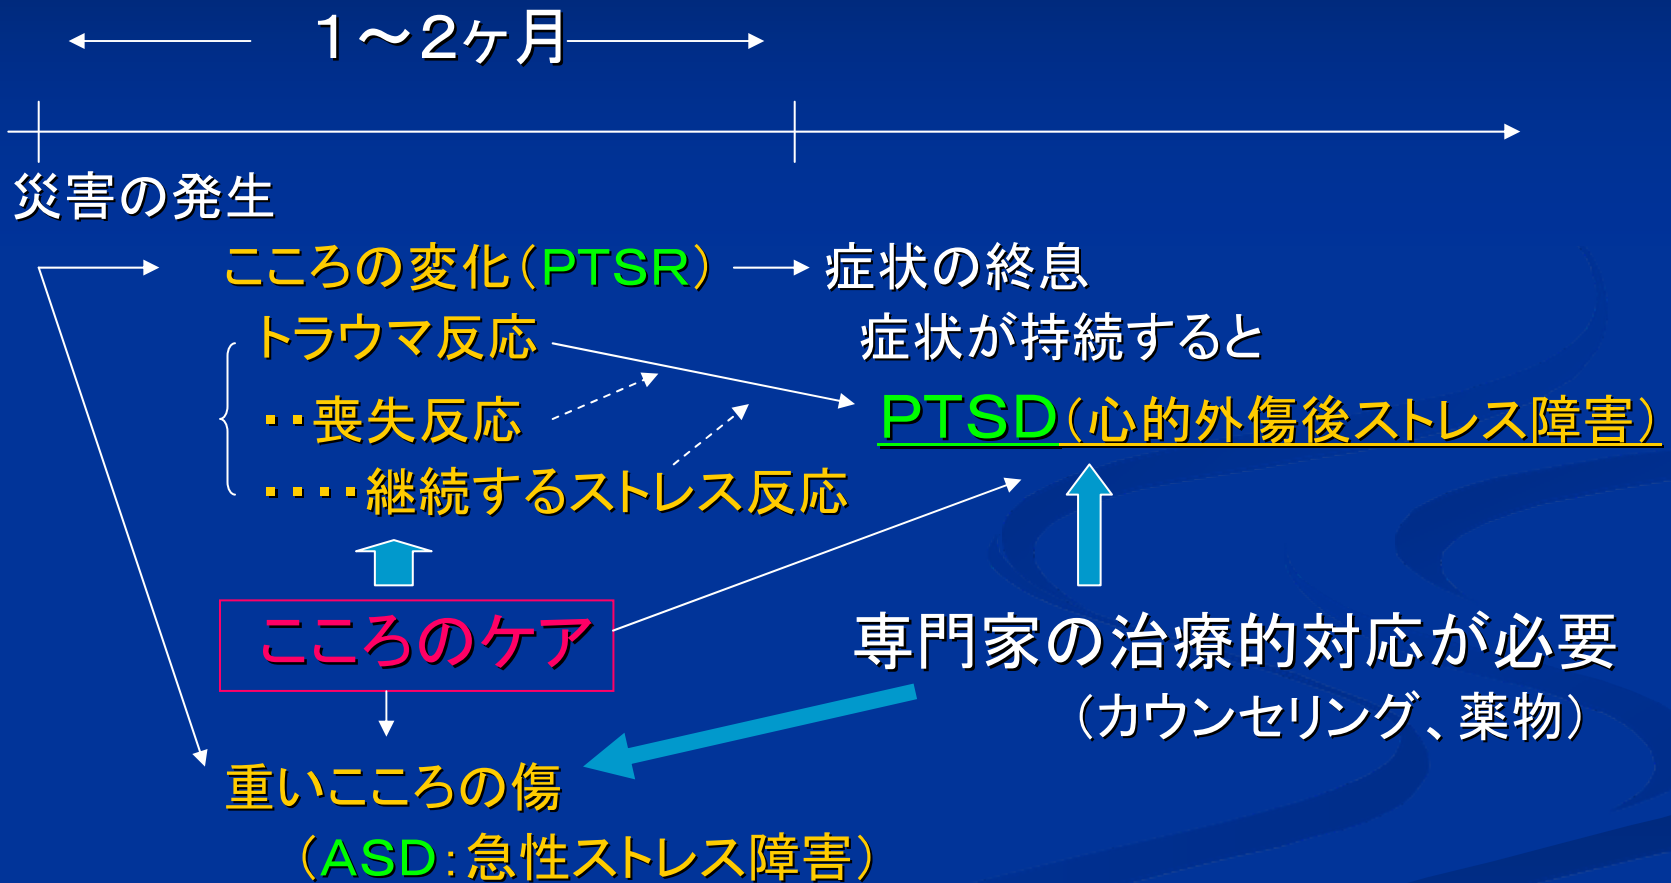 １～２ヶ月
災害の発生
こころの変化（PTSR）
症状の終息
トラウマ反応
症状が持続すると
・・喪失反応
PTSD（心的外傷後ストレス障害）
・・・・継続するストレス反応
こころのケア
専門家の治療的対応が必要
（カウンセリング、薬物）
重いこころの傷
（ASD：急性ストレス障害）